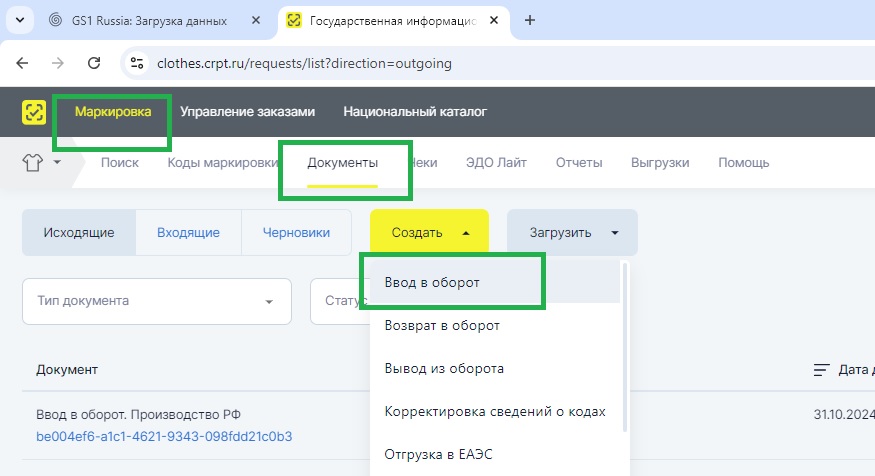 GS1 Russia: Загрузка данных
Государственная информацио
clothes.crpt.ru/requests/list?direction=outgoing
Маркировка Управление заказами Национальный каталог
Поиск Коды маркировки Документы Чеки ЭДО Лайт Отчеты Выгрузки Помощь
Исходящие Входящие Черновики Создать Загрузить
Ввод в оборот
Тип документа Статус
Возврат в оборот
Вывод из оборота
Документ Дата д
Корректировка сведений о кодах
Ввод в оборот. Производство РФ 31.10.2024
be004ef6-a1c1-4621-9343-098fdd21c0b3
Отгрузка в ЕАЭС